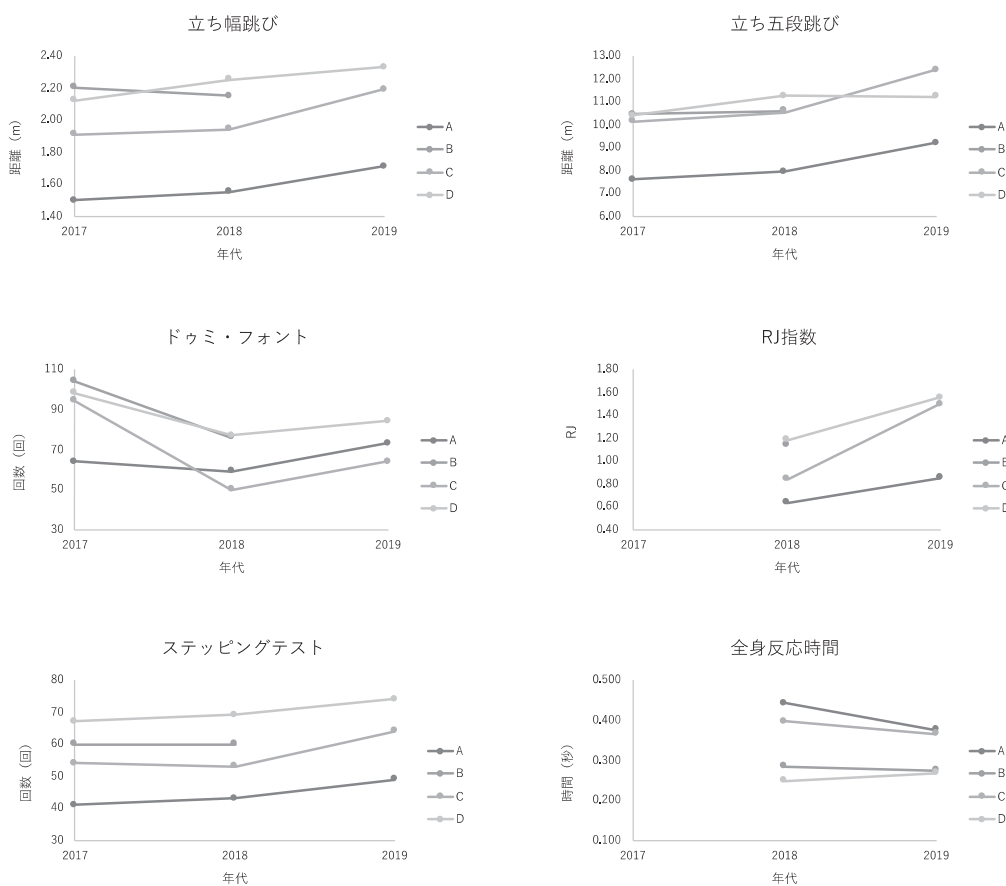 立ち幅跳び
2.40
2.20
2.00
1.80
1.60
1.40
距離（m）
2017
2018
2019
年代
A
B
C
D
立ち五段跳び
13.00
12.00
11.00
10.00
9.00
8.00
7.00
6.00
距離（m）
2017
2018
2019
年代
A
B
C
D
ドゥミ・フォント
110
90
70
50
30
回数（回）
2017
2018
2019
年代
A
B
C
D
RJ指数
1.80
1.60
1.40
1.20
1.00
0.80
0.60
0.40
RJ
2017
2018
2019
年代
A
B
C
D
ステッピングテスト
80
70
60
50
40
30
回数（回）
2017
2018
2019
年代
A
B
C
D
全身反応時間
0.500
0.400
0.300
0.200
0.100
時間（秒）
2017
2018
2019
年代
A
B
C
D